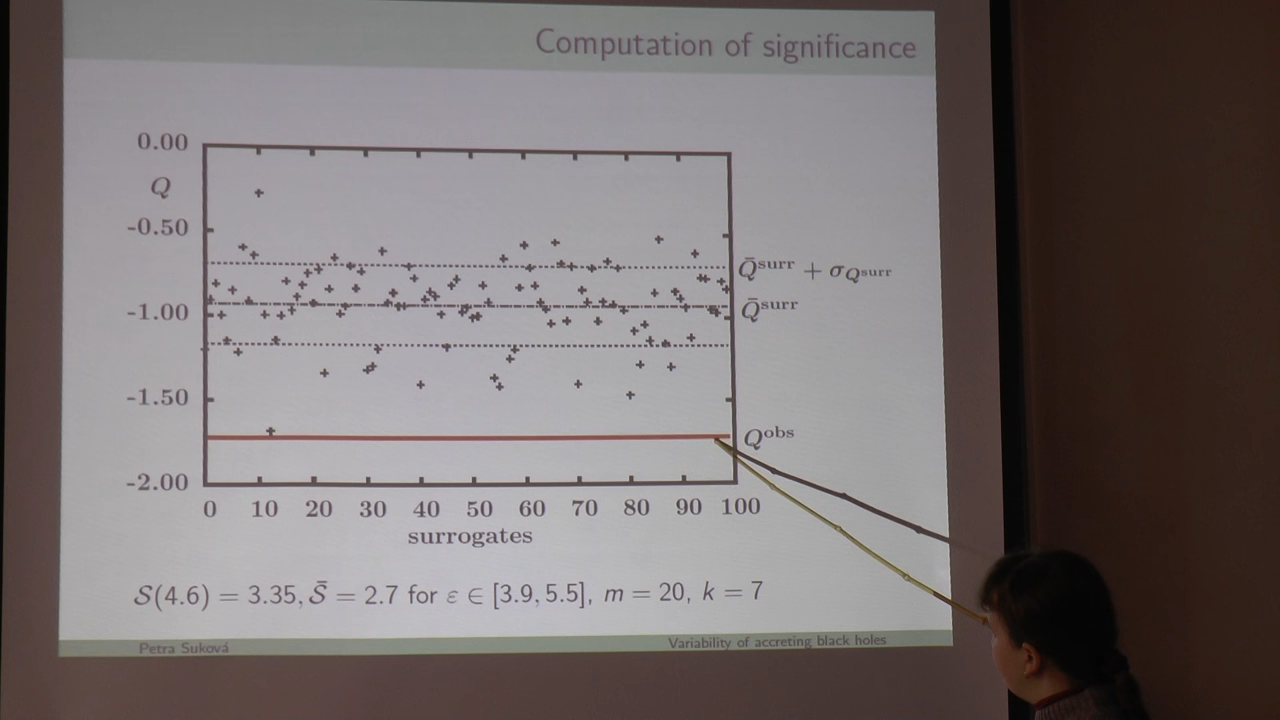 Computation of significance
0.00
Q
-0.50
Q̄^surr + σ_Q^surr
-1.00
Q̄^surr
-1.50
Q^obs
-2.00
0 10 20 30 40 50 60 70 80 90 100
surrogates
𝒮(4.6) = 3.35, 𝒮̄ = 2.7 for ε ∈ [3.9, 5.5], m = 20, k = 7
Petra Suková Variability of accreting black holes